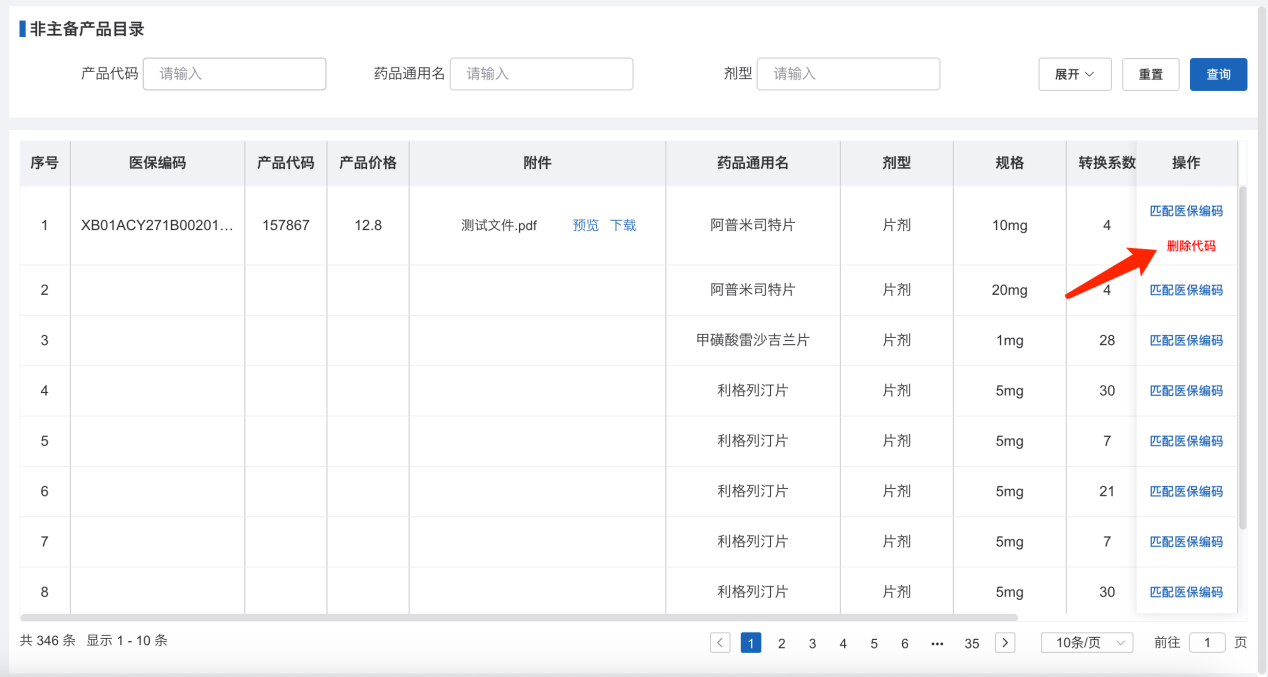 非主备产品目录
产品代码 请输入 药品通用名 请输入 剂型 请输入 展开 重置 查询
序号 医保编码 产品代码 产品价格 附件 药品通用名 剂型 规格 转换系数 操作
1 XB01ACY271B00201... 157867 12.8 测试文件.pdf 预览 下载 阿普米司特片 片剂 10mg 4 匹配医保编码
删除代码
2 阿普米司特片 片剂 20mg 4 匹配医保编码
3 甲磺酸雷沙吉兰片 片剂 1mg 28 匹配医保编码
4 利格列汀片 片剂 5mg 30 匹配医保编码
5 利格列汀片 片剂 5mg 7 匹配医保编码
6 利格列汀片 片剂 5mg 21 匹配医保编码
7 利格列汀片 片剂 5mg 7 匹配医保编码
8 利格列汀片 片剂 5mg 30 匹配医保编码
共 346 条 显示 1 - 10 条 1 2 3 4 5 6 ••• 35 10条/页 前往 1 页